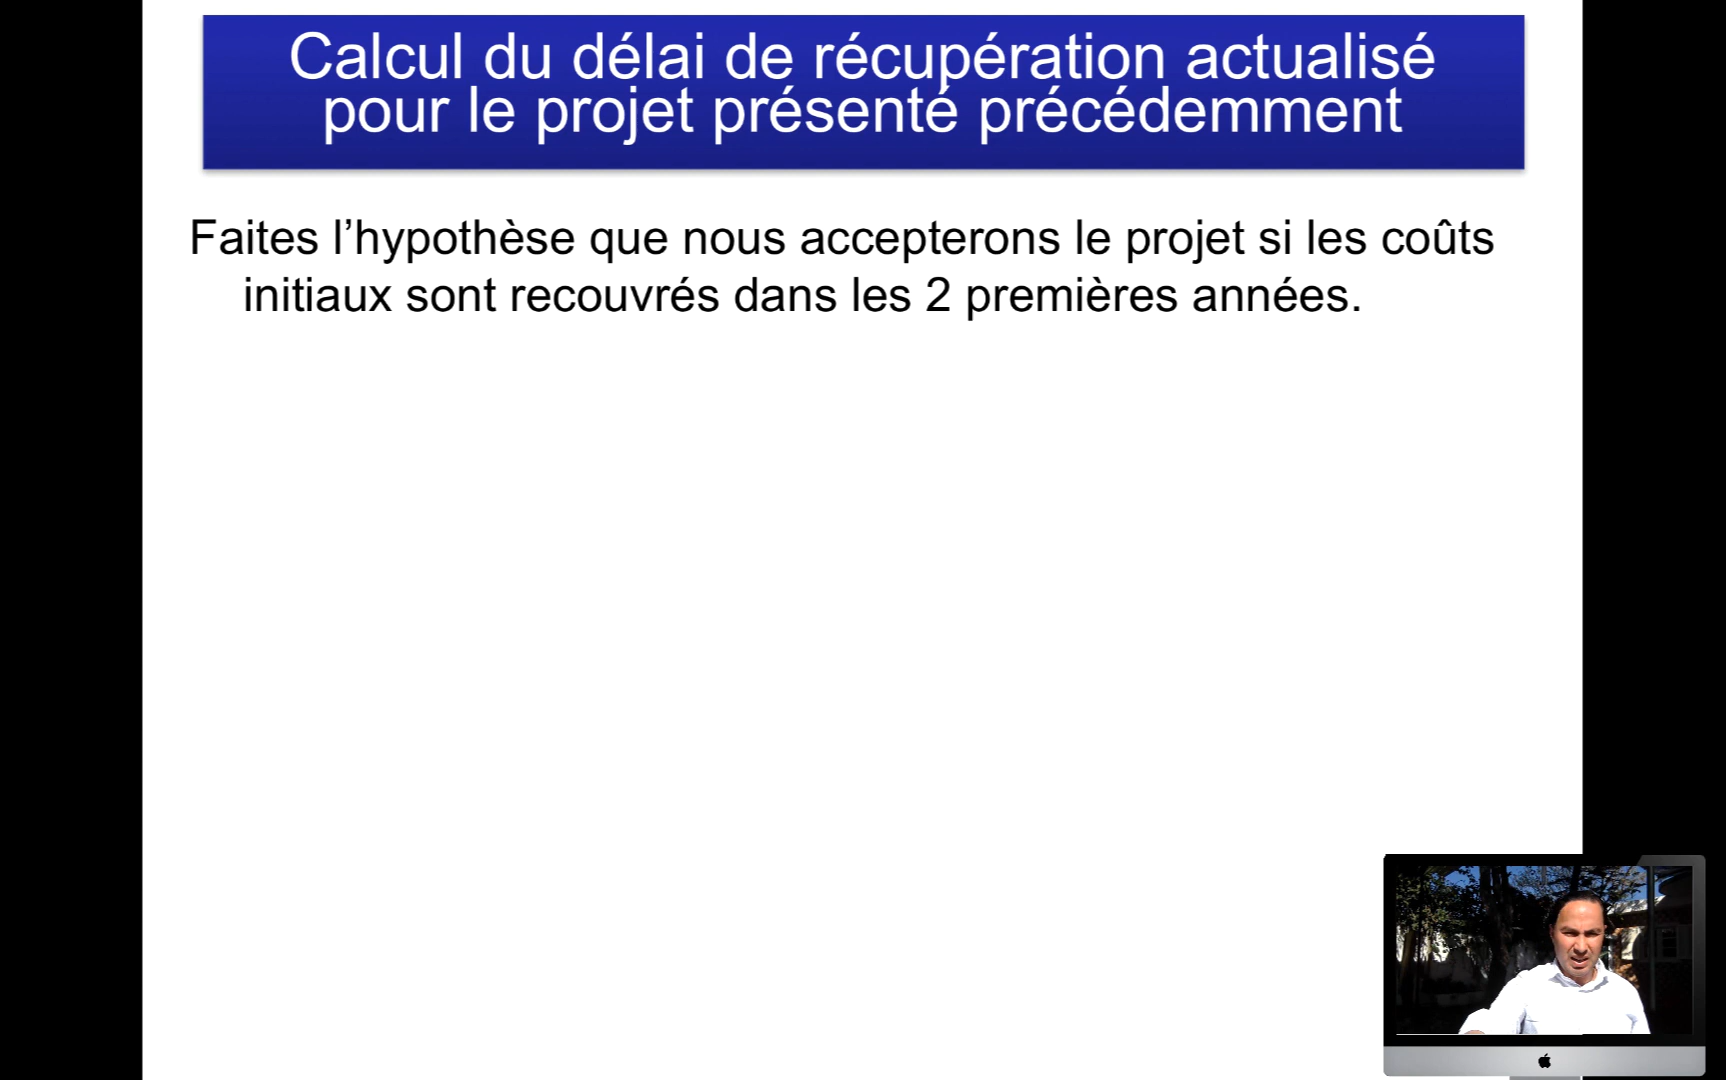 Calcul du délai de récupération actualisé
pour le projet présenté précédemment
Faites l’hypothèse que nous accepterons le projet si les coûts
initiaux sont recouvrés dans les 2 premières années.